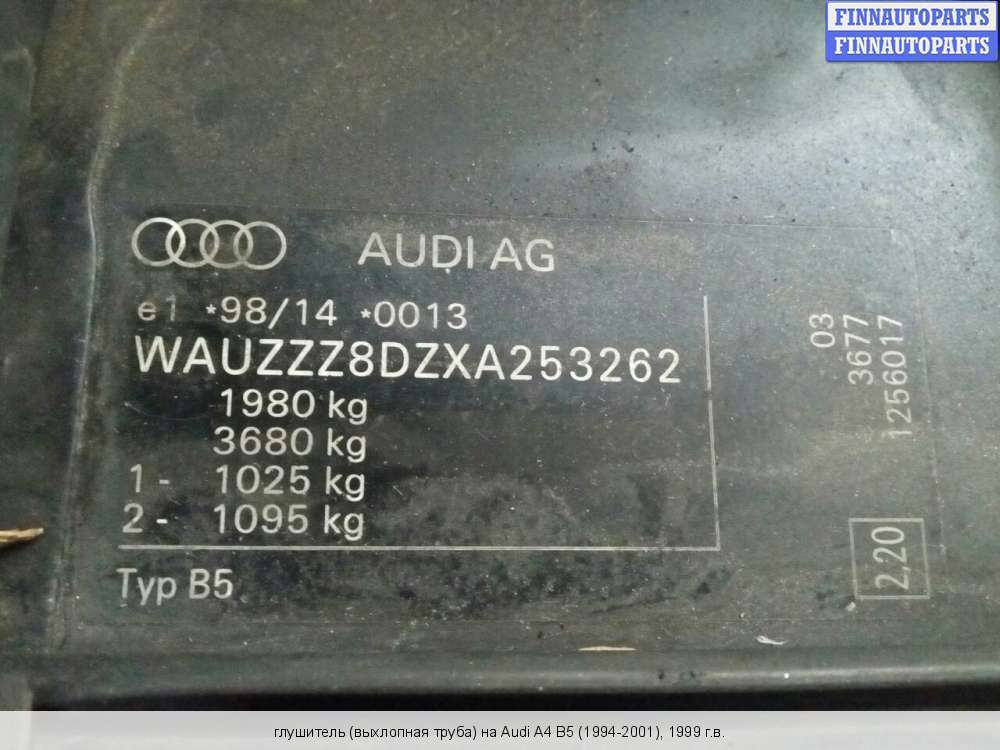 FINNAUTOPARTS
FINNAUTOPARTS
AUDI AG
e1 *98/14 *0013
WAUZZZ8DZXA253262
1980 kg
3680 kg
1 - 1025 kg
2 - 1095 kg
Typ B5
03
3677
1256017
2,20
глушитель (выхлопная труба) на Audi A4 B5 (1994-2001), 1999 г.в.